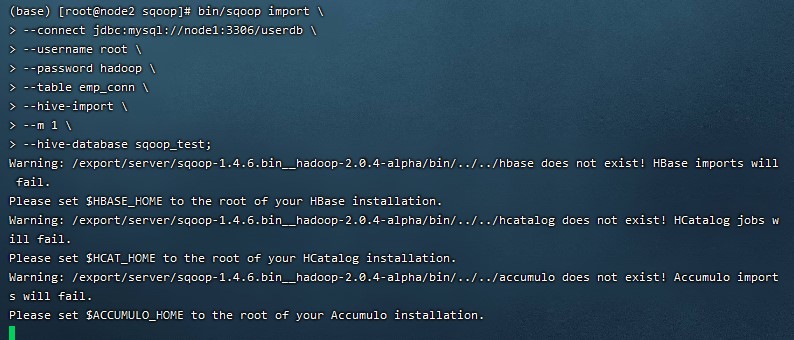 (base) [root@node2 sqoop]# bin/sqoop import \
> --connect jdbc:mysql://node1:3306/userdb \
> --username root \
> --password hadoop \
> --table emp_conn \
> --hive-import \
> --m 1 \
> --hive-database sqoop_test;
Warning: /export/server/sqoop-1.4.6.bin__hadoop-2.0.4-alpha/bin/../../hbase does not exist! HBase imports will
 fail.
Please set $HBASE_HOME to the root of your HBase installation.
Warning: /export/server/sqoop-1.4.6.bin__hadoop-2.0.4-alpha/bin/../../hcatalog does not exist! HCatalog jobs w
ill fail.
Please set $HCAT_HOME to the root of your HCatalog installation.
Warning: /export/server/sqoop-1.4.6.bin__hadoop-2.0.4-alpha/bin/../../accumulo does not exist! Accumulo import
s will fail.
Please set $ACCUMULO_HOME to the root of your Accumulo installation.